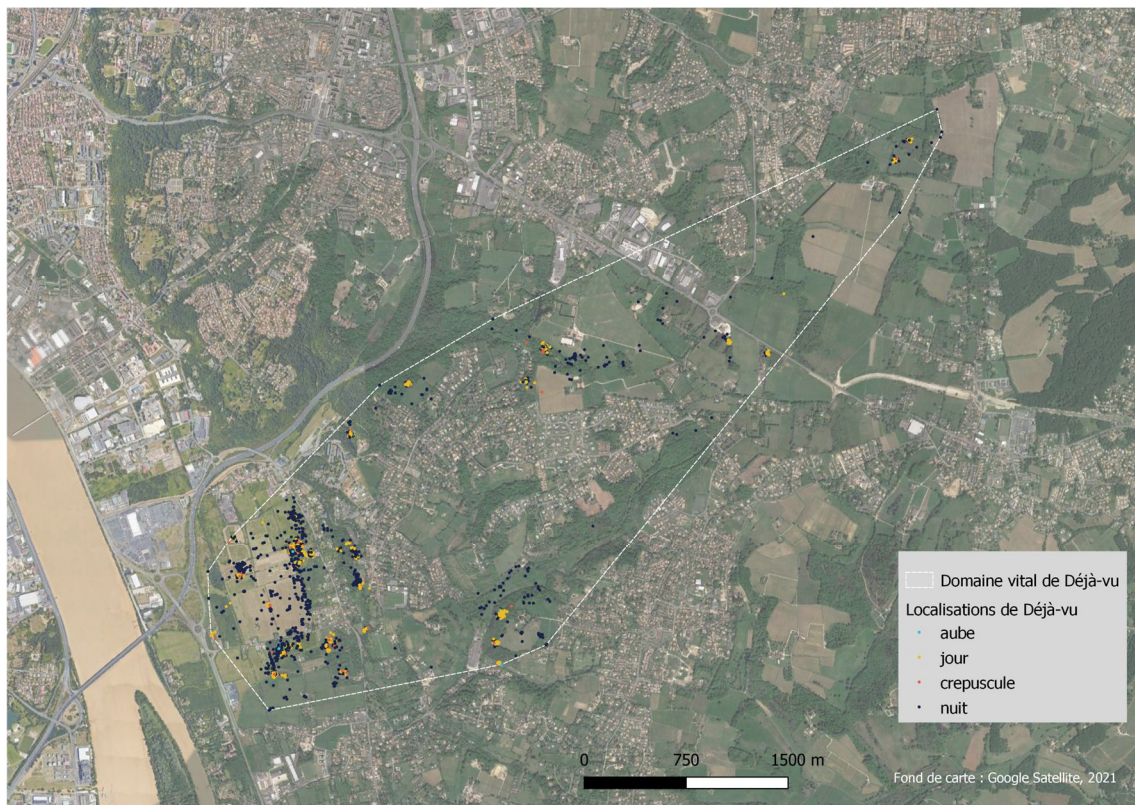 Domaine vital de Déjà-vu
Localisations de Déjà-vu
aube
jour
crepuscule
nuit
0 750 1500 m
Fond de carte : Google Satellite, 2021